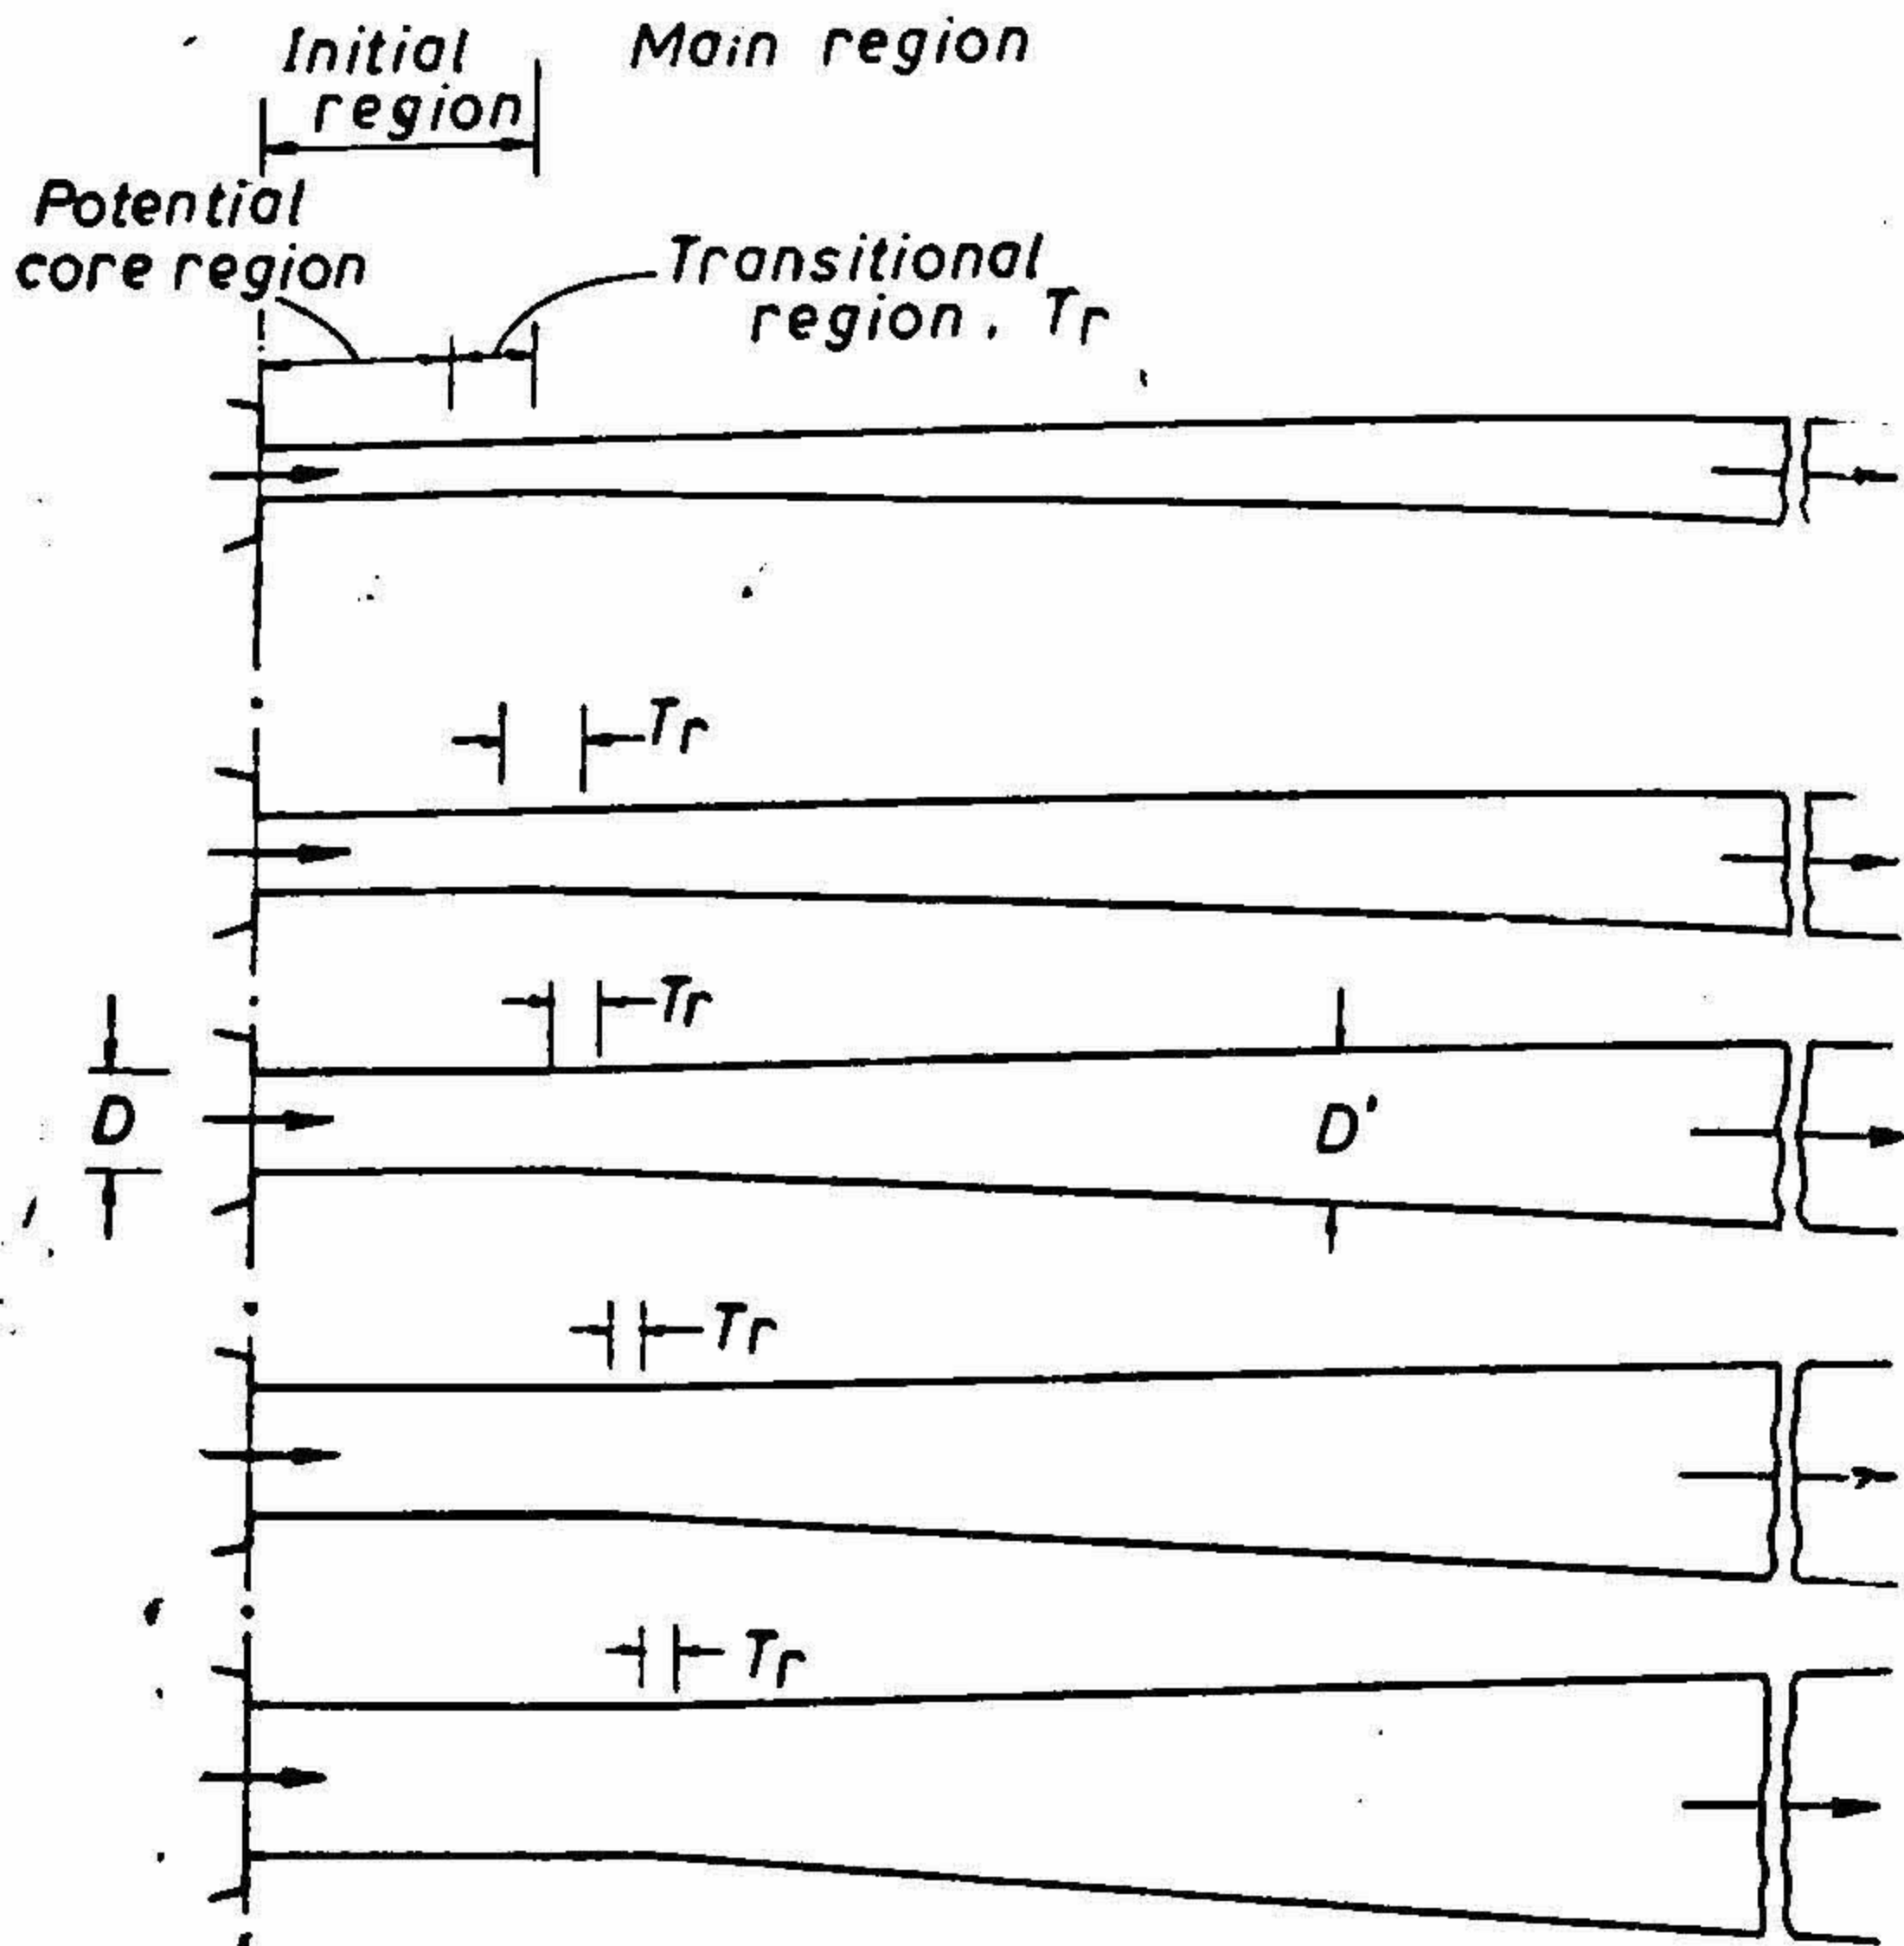 Initial
region
Main region
Potential
core region
Transitional
region, Tr
Tr
Tr
D
D'
Tr
Tr